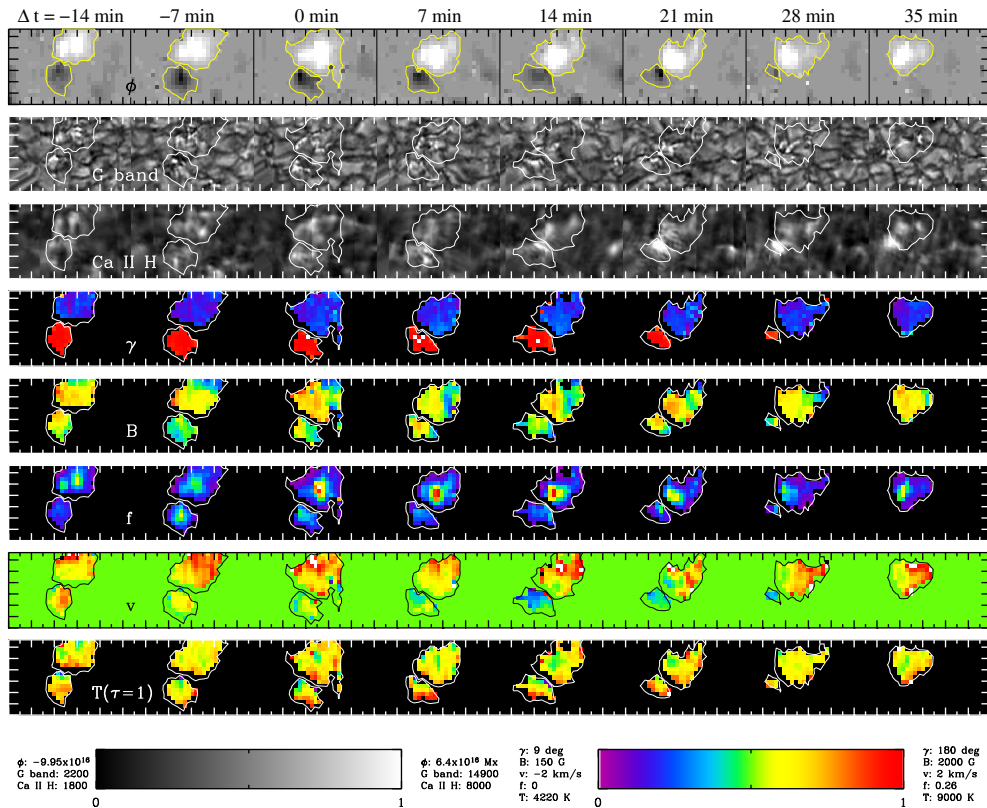 Δ t = −14 min −7 min 0 min 7 min 14 min 21 min 28 min 35 min
ϕ
G band
Ca II H
γ
B
f
v
T(τ=1)
ϕ: −9.95x10¹⁶
G band: 2200
Ca II H: 1800
0
1
ϕ: 6.4x10¹⁶ Mx
G band: 14900
Ca II H: 8000
γ: 9 deg
B: 150 G
v: −2 km/s
f: 0
T: 4220 K
0
1
γ: 180 deg
B: 2000 G
v: 2 km/s
f: 0.26
T: 9000 K